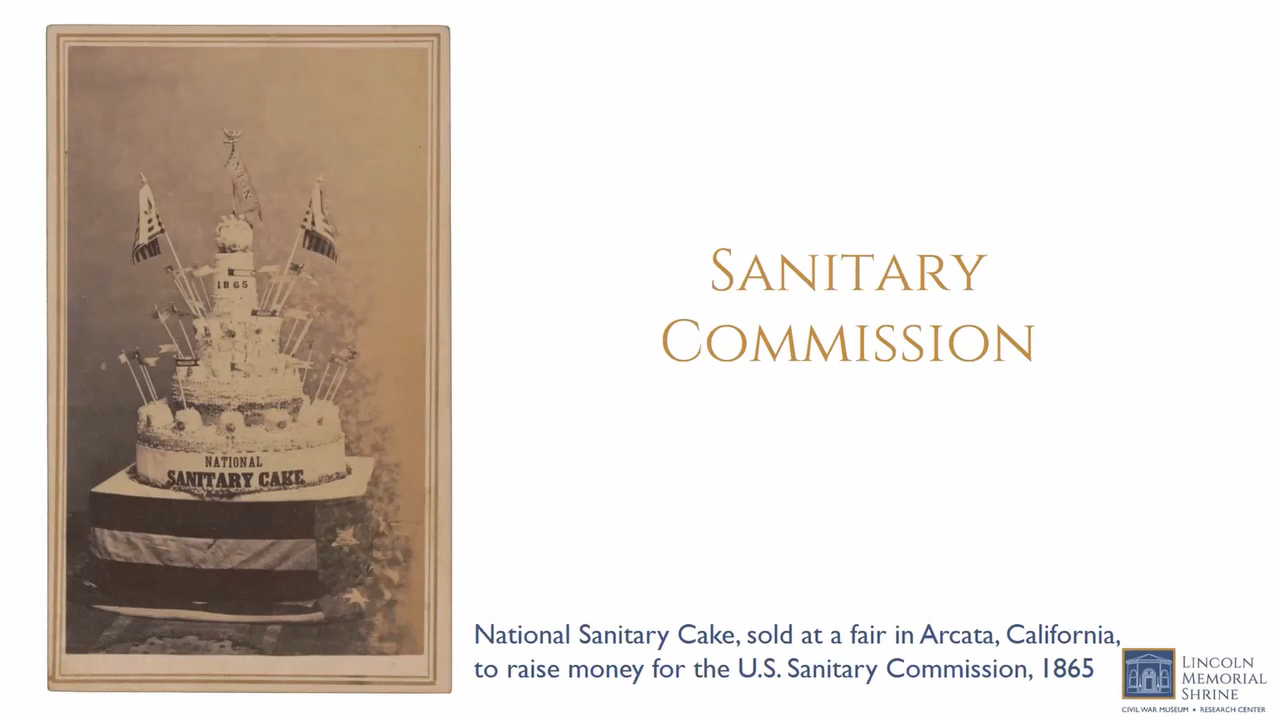 1865
NATIONAL
SANITARY CAKE
SANITARY
COMMISSION
National Sanitary Cake, sold at a fair in Arcata, California,
to raise money for the U.S. Sanitary Commission, 1865
LINCOLN
MEMORIAL
SHRINE
CIVIL WAR MUSEUM • RESEARCH CENTER